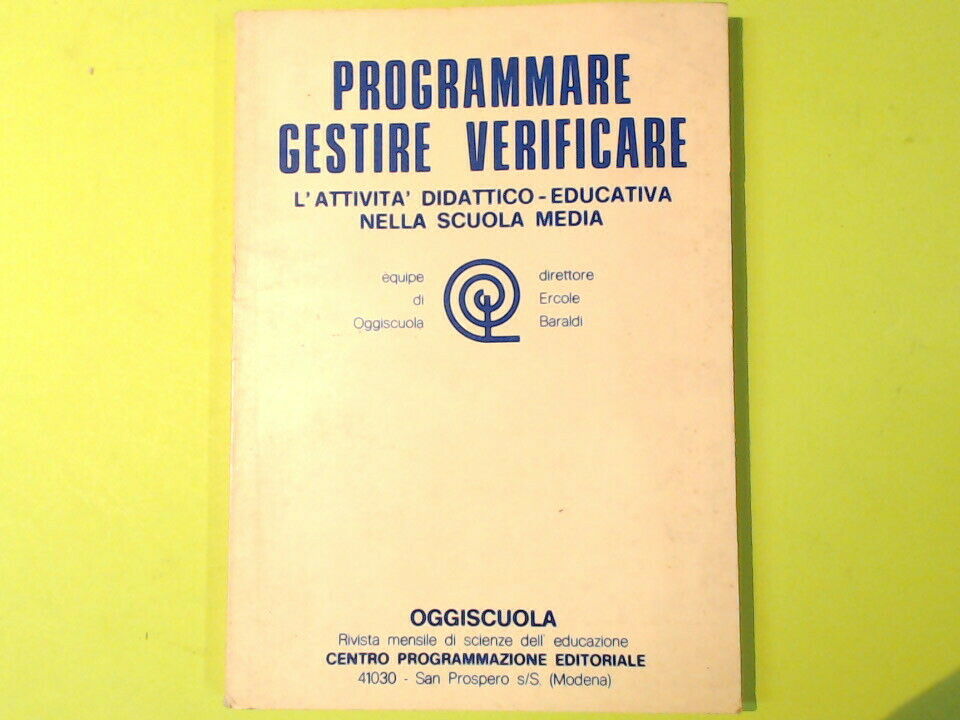 PROGRAMMARE
GESTIRE VERIFICARE
L'ATTIVITA' DIDATTICO-EDUCATIVA
NELLA SCUOLA MEDIA
équipe
di
Oggiscuola
direttore
Ercole
Baraldi
OGGISCUOLA
Rivista mensile di scienze dell' educazione
CENTRO PROGRAMMAZIONE EDITORIALE
41030 - San Prospero s/S. (Modena)